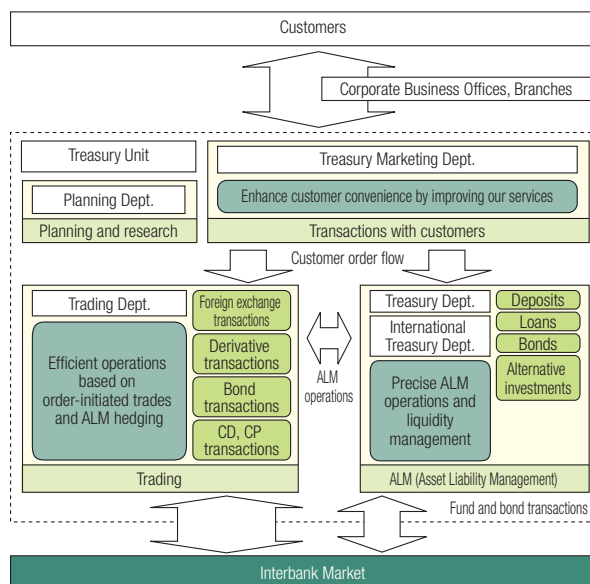 Customers
Corporate Business Offices, Branches
Treasury Unit
Planning Dept.
Planning and research
Treasury Marketing Dept.
Enhance customer convenience by improving our services
Transactions with customers
Customer order flow
Trading Dept.
Efficient operations
based on
order-initiated trades
and ALM hedging
Foreign exchange
transactions
Derivative
transactions
Bond
transactions
CD, CP
transactions
Trading
ALM
operations
Treasury Dept.
International
Treasury Dept.
Precise ALM
operations and
liquidity
management
Deposits
Loans
Bonds
Alternative
investments
ALM (Asset Liability Management)
Fund and bond transactions
Interbank Market